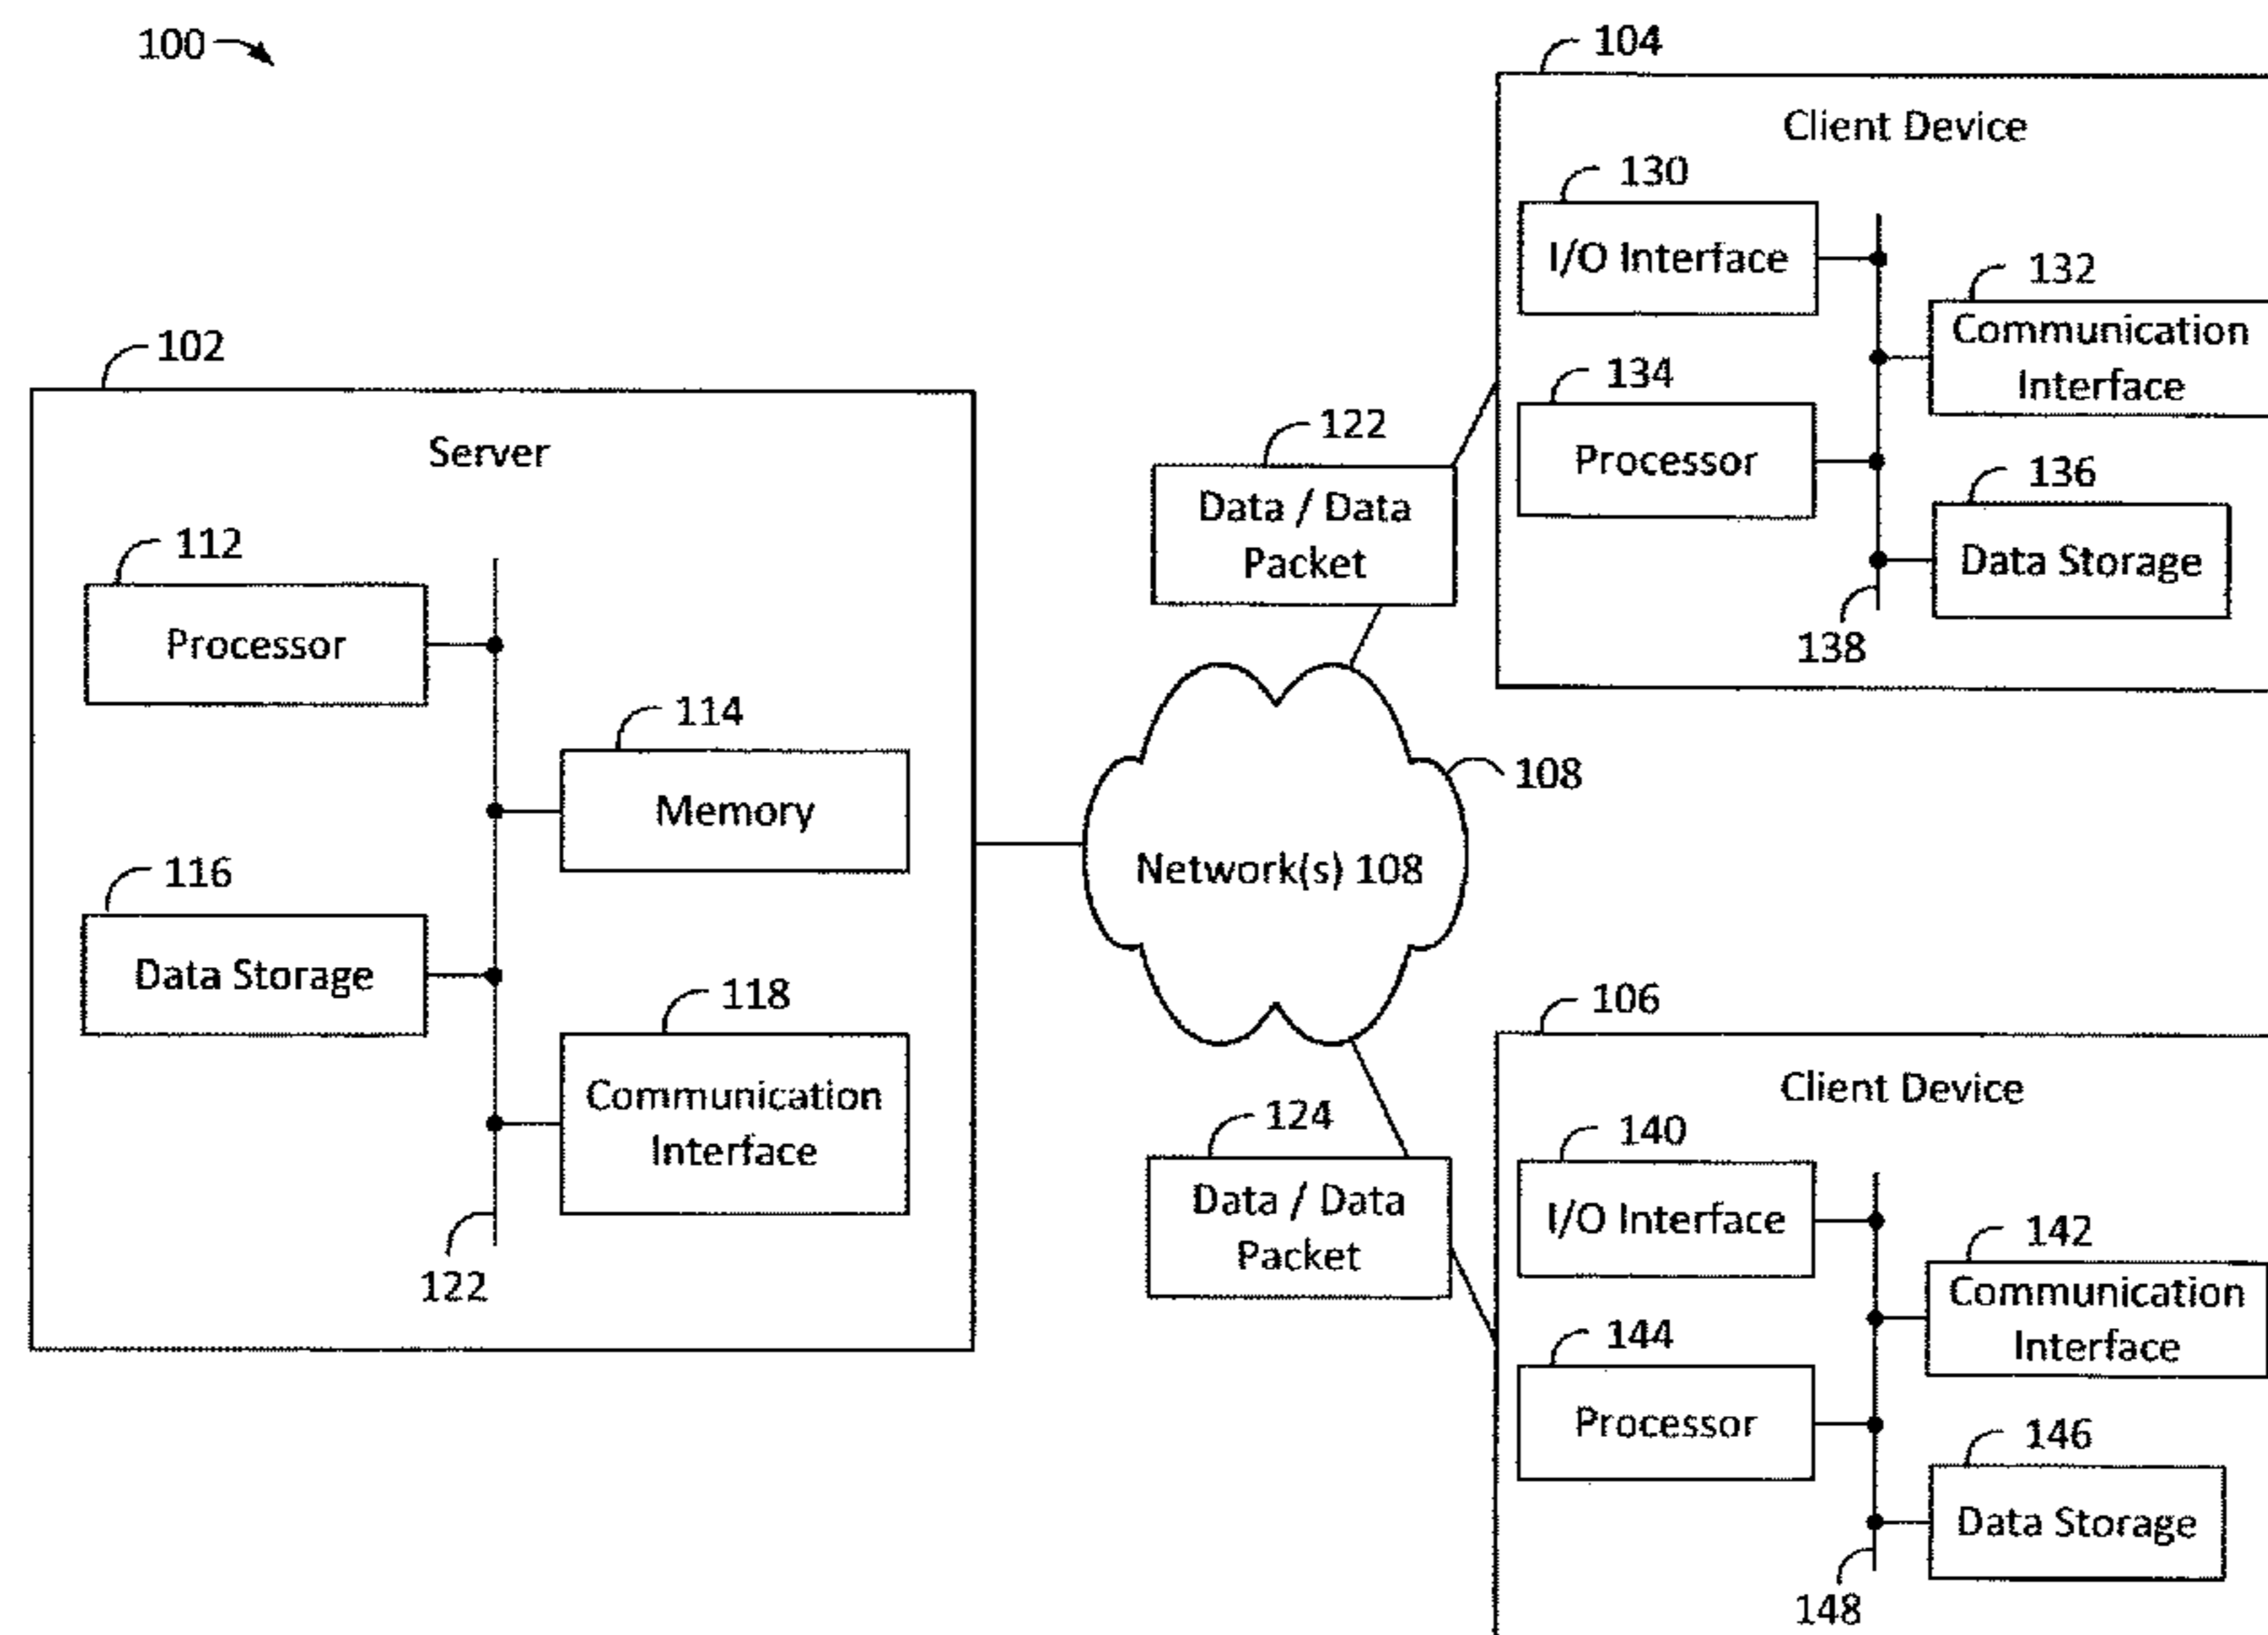 100
102
Server
112
Processor
114
Memory
116
Data Storage
118
Communication
Interface
122
122
Data / Data
Packet
108
Network(s) 108
124
Data / Data
Packet
104
Client Device
130
I/O Interface
132
Communication
Interface
134
Processor
136
Data Storage
138
106
Client Device
140
I/O Interface
142
Communication
Interface
144
Processor
146
Data Storage
148